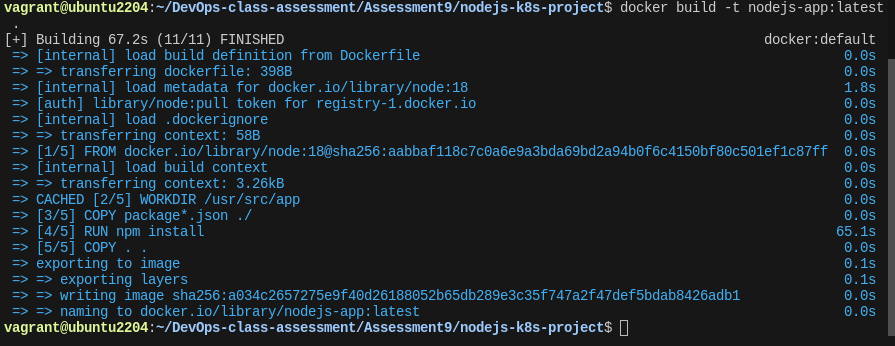 vagrant@ubuntu2204:~/DevOps-class-assessment/Assessment9/nodejs-k8s-project$ docker build -t nodejs-app:latest
.
[+] Building 67.2s (11/11) FINISHED docker:default
=> [internal] load build definition from Dockerfile 0.0s
=> => transferring dockerfile: 398B 0.0s
=> [internal] load metadata for docker.io/library/node:18 1.8s
=> [auth] library/node:pull token for registry-1.docker.io 0.0s
=> [internal] load .dockerignore 0.0s
=> => transferring context: 58B 0.0s
=> [1/5] FROM docker.io/library/node:18@sha256:aabbaf118c7c0a6e9a3bda69bd2a94b0f6c4150bf80c501ef1c87ff 0.0s
=> [internal] load build context 0.0s
=> => transferring context: 3.26kB 0.0s
=> CACHED [2/5] WORKDIR /usr/src/app 0.0s
=> [3/5] COPY package*.json ./ 0.0s
=> [4/5] RUN npm install 65.1s
=> [5/5] COPY . . 0.0s
=> exporting to image 0.1s
=> => exporting layers 0.1s
=> => writing image sha256:a034c2657275e9f40d26188052b65db289e3c35f747a2f47def5bdab8426adb1 0.0s
=> => naming to docker.io/library/nodejs-app:latest 0.0s
vagrant@ubuntu2204:~/DevOps-class-assessment/Assessment9/nodejs-k8s-project$